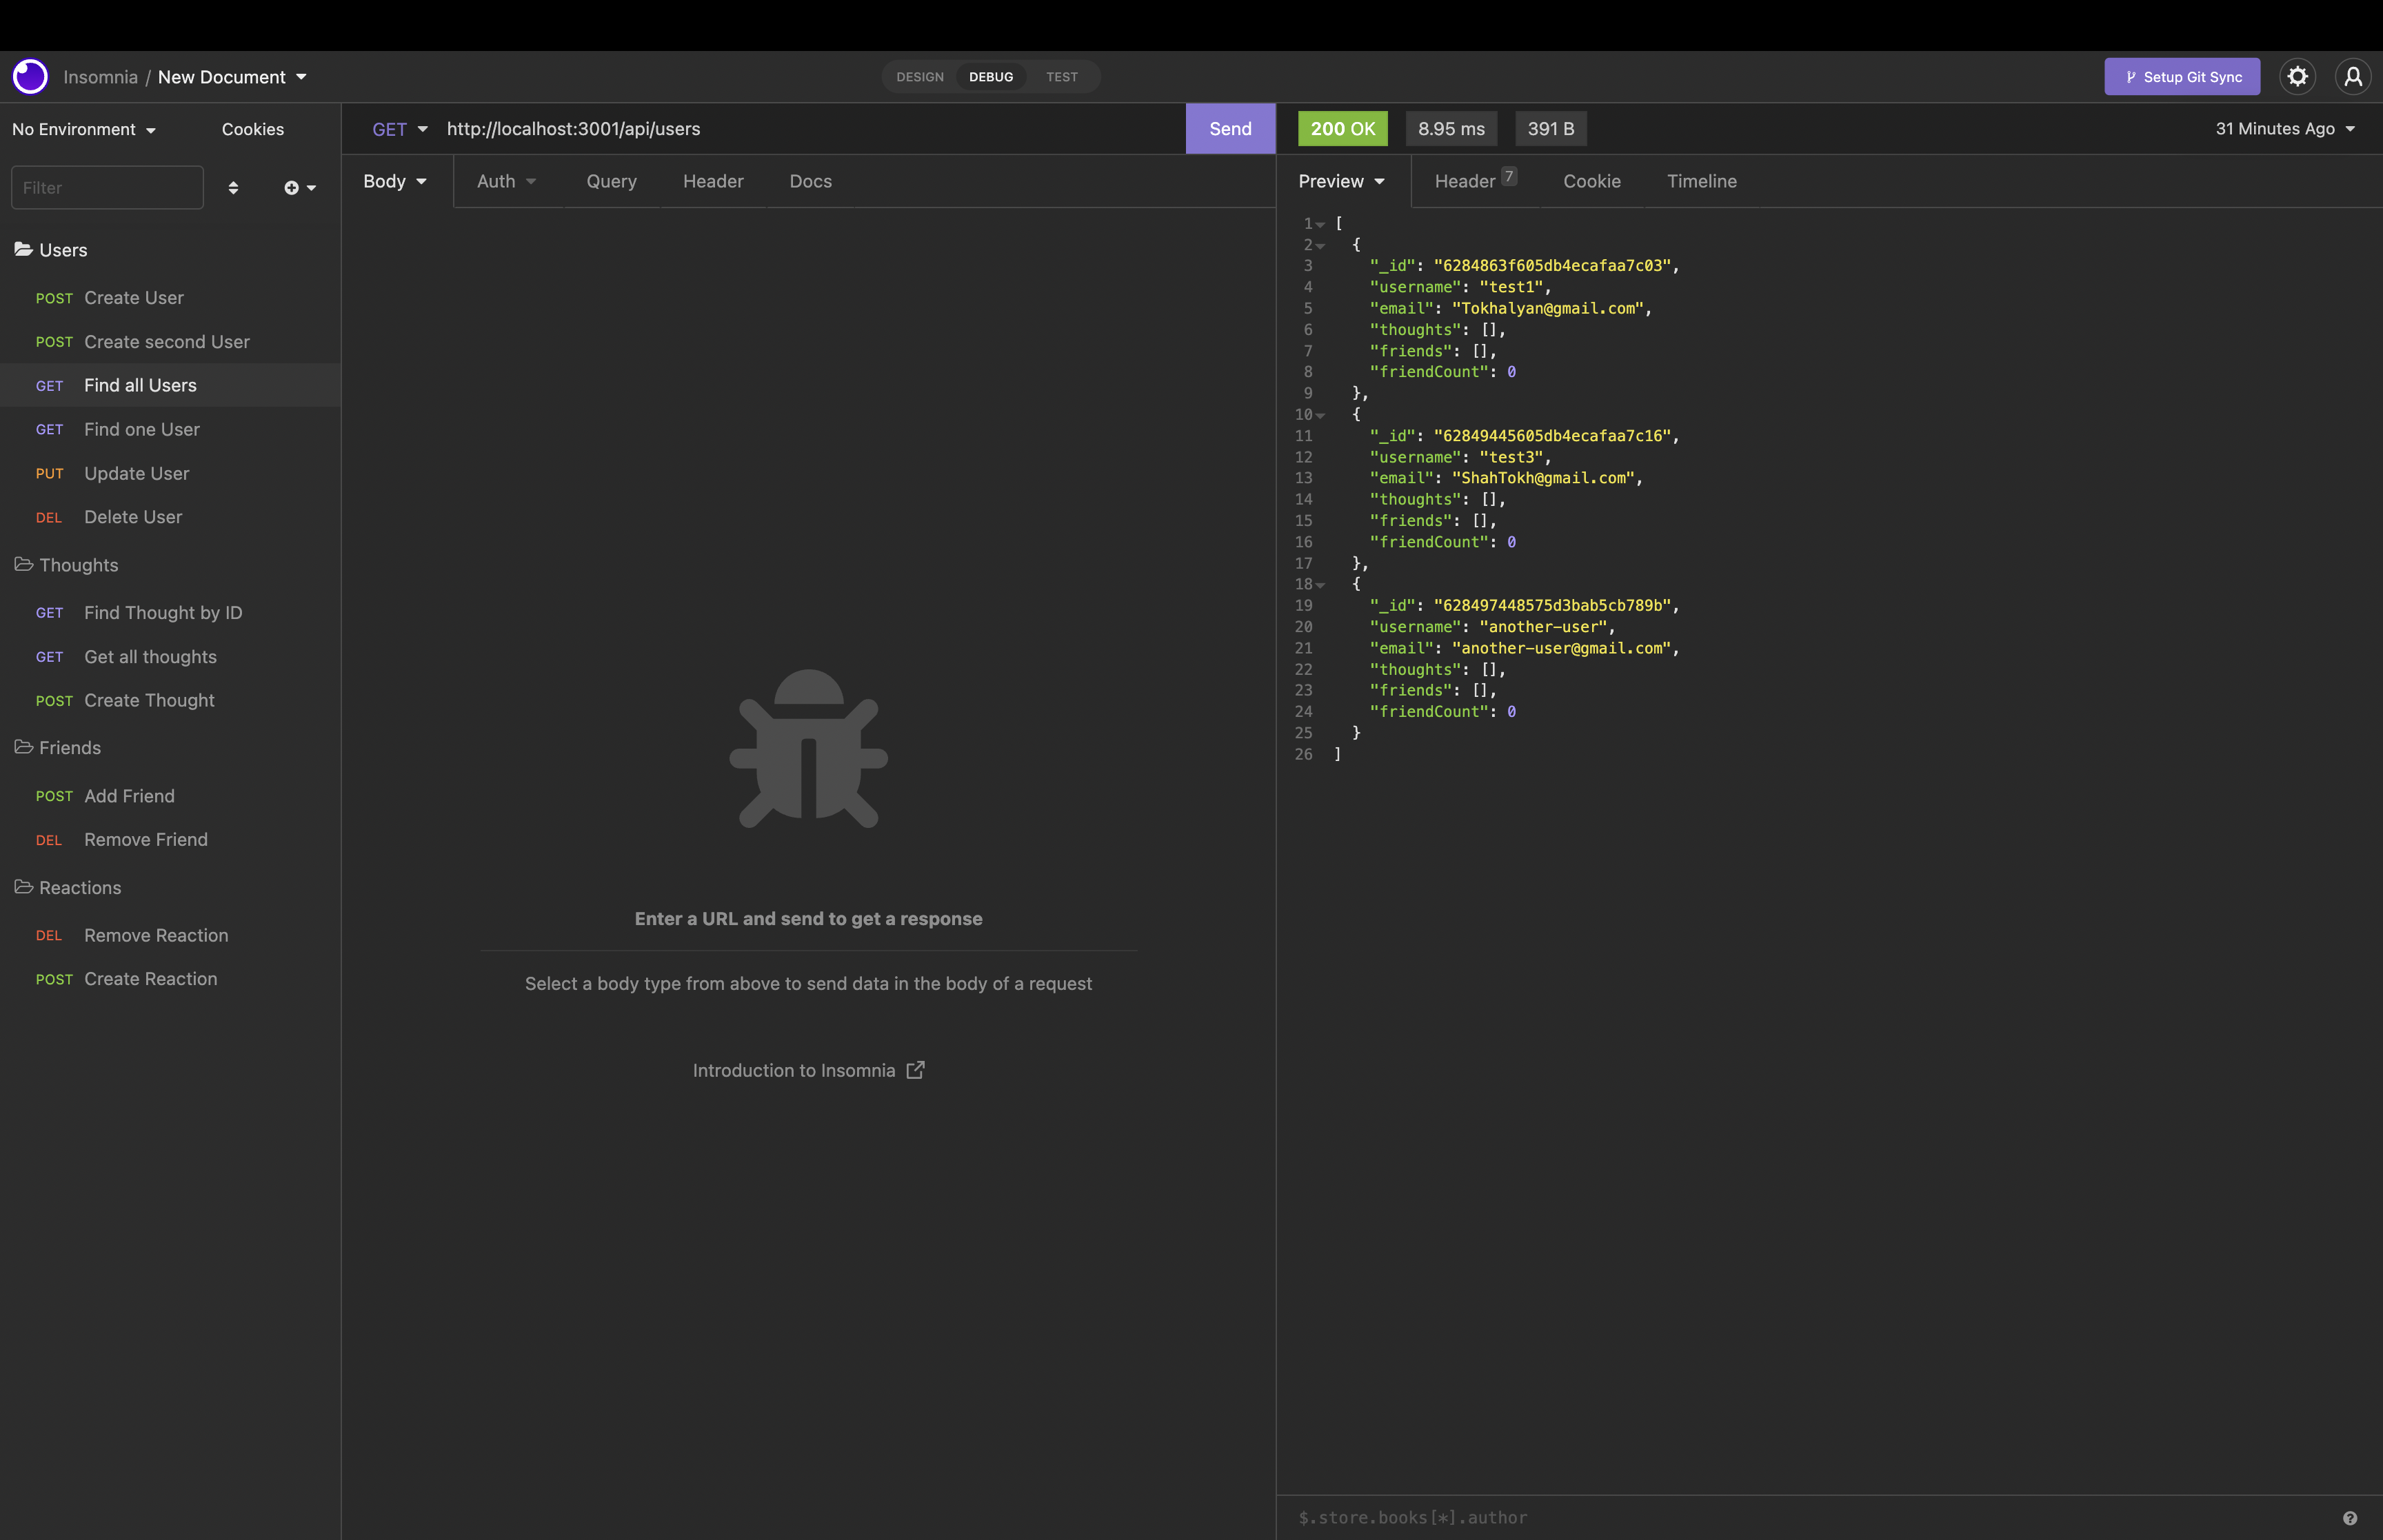 Insomnia / New Document
DESIGN DEBUG TEST
Setup Git Sync
No Environment Cookies
GET http://localhost:3001/api/users Send
200 OK 8.95 ms 391 B 31 Minutes Ago
Filter
Body Auth Query Header Docs
Preview Header 7 Cookie Timeline
Users
POST Create User
POST Create second User
GET Find all Users
GET Find one User
PUT Update User
DEL Delete User
Thoughts
GET Find Thought by ID
GET Get all thoughts
POST Create Thought
Friends
POST Add Friend
DEL Remove Friend
Reactions
DEL Remove Reaction
POST Create Reaction
Enter a URL and send to get a response
Select a body type from above to send data in the body of a request
Introduction to Insomnia
1 [
2 {
3 "_id": "6284863f605db4ecafaa7c03",
4 "username": "test1",
5 "email": "Tokhalyan@gmail.com",
6 "thoughts": [],
7 "friends": [],
8 "friendCount": 0
9 },
10 {
11 "_id": "62849445605db4ecafaa7c16",
12 "username": "test3",
13 "email": "ShahTokh@gmail.com",
14 "thoughts": [],
15 "friends": [],
16 "friendCount": 0
17 },
18 {
19 "_id": "628497448575d3bab5cb789b",
20 "username": "another-user",
21 "email": "another-user@gmail.com",
22 "thoughts": [],
23 "friends": [],
24 "friendCount": 0
25 }
26 ]
$.store.books[*].author